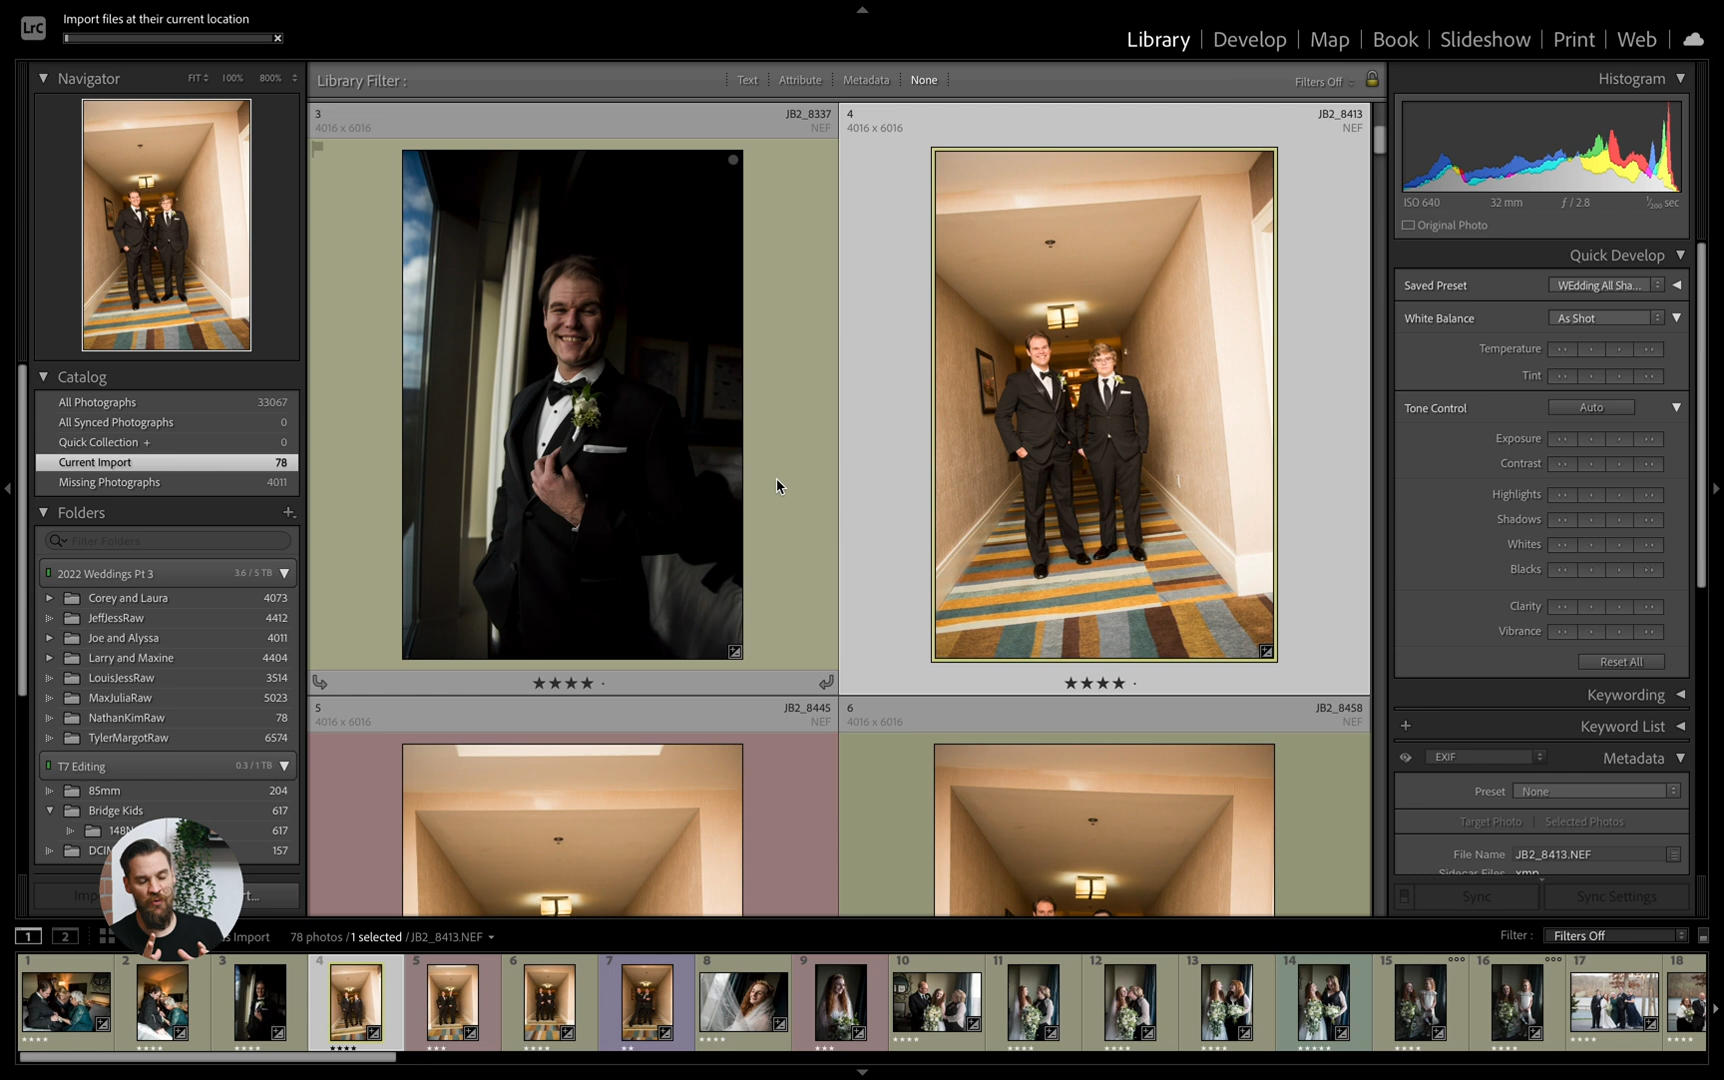 LrC
Import files at their current location
Library | Develop | Map | Book | Slideshow | Print | Web
Navigator FIT 100% 800%
Catalog
All Photographs 33067
All Synced Photographs 0
Quick Collection + 0
Current Import 78
Missing Photographs 4011
Folders
Filter Folders
2022 Weddings Pt 3 3.6 / 5 TB
Corey and Laura 4073
JeffJessRaw 4412
Joe and Alyssa 4011
Larry and Maxine 4404
LouisJessRaw 3514
MaxJuliaRaw 5023
NathanKimRaw 78
TylerMargotRaw 6574
T7 Editing 0.3 / 1 TB
85mm 204
Bridge Kids 617
617
157
Library Filter : Text Attribute Metadata None Filters Off
3 JB2_8337
4016 x 6016 NEF
4 JB2_8413
4016 x 6016 NEF
5 JB2_8445
4016 x 6016 NEF
6 JB2_8458
4016 x 6016 NEF
Histogram
ISO 640 32 mm ƒ / 2.8 1/200 sec
Original Photo
Quick Develop
Saved Preset WEdding All Sha...
White Balance As Shot
Temperature
Tint
Tone Control Auto
Exposure
Contrast
Highlights
Shadows
Whites
Blacks
Clarity
Vibrance
Reset All
Keywording
+ Keyword List
EXIF Metadata
Preset None
Target Photo Selected Photos
File Name JB2_8413.NEF
Sidecar Files xmp
Sync Sync Settings
1 2 Import 78 photos / 1 selected / JB2_8413.NEF
Filter : Filters Off
1 2 3 4 5 6 7 8 9 10 11 12 13 14 15 16 17 18